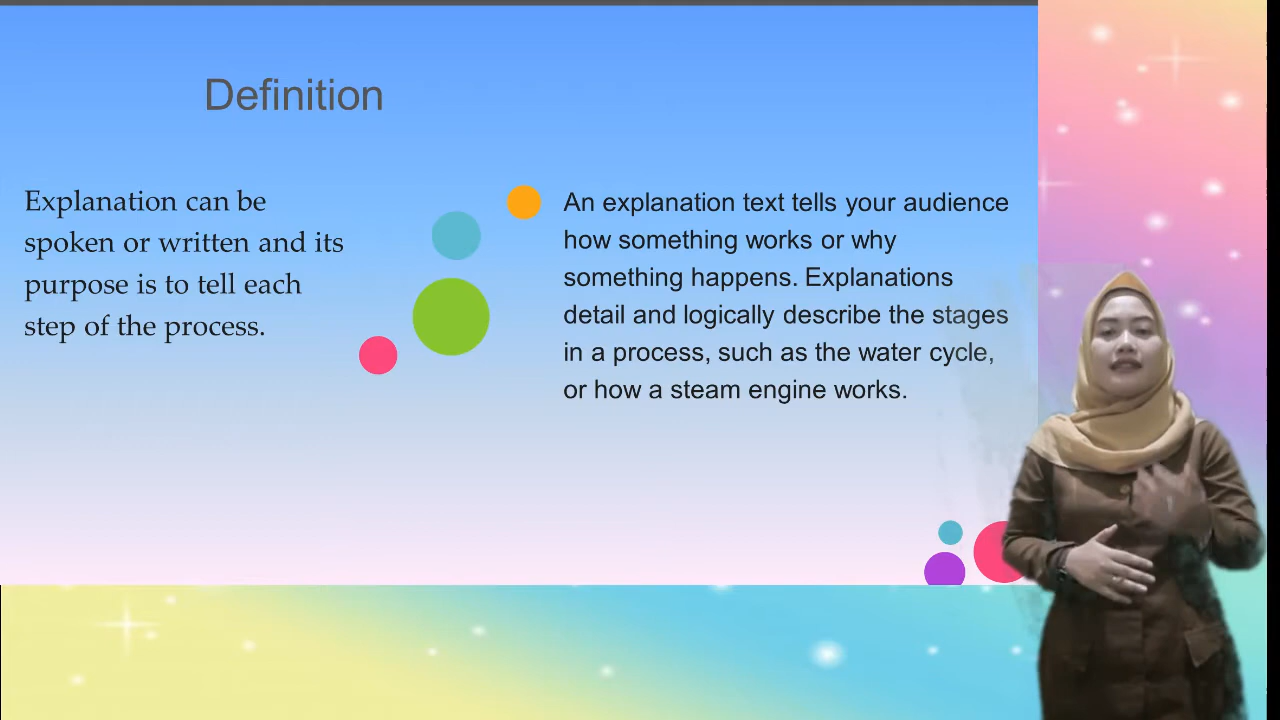 Definition
Explanation can be
spoken or written and its
purpose is to tell each
step of the process.
An explanation text tells your audience
how something works or why
something happens. Explanations
detail and logically describe the stages
in a process, such as the water cycle,
or how a steam engine works.